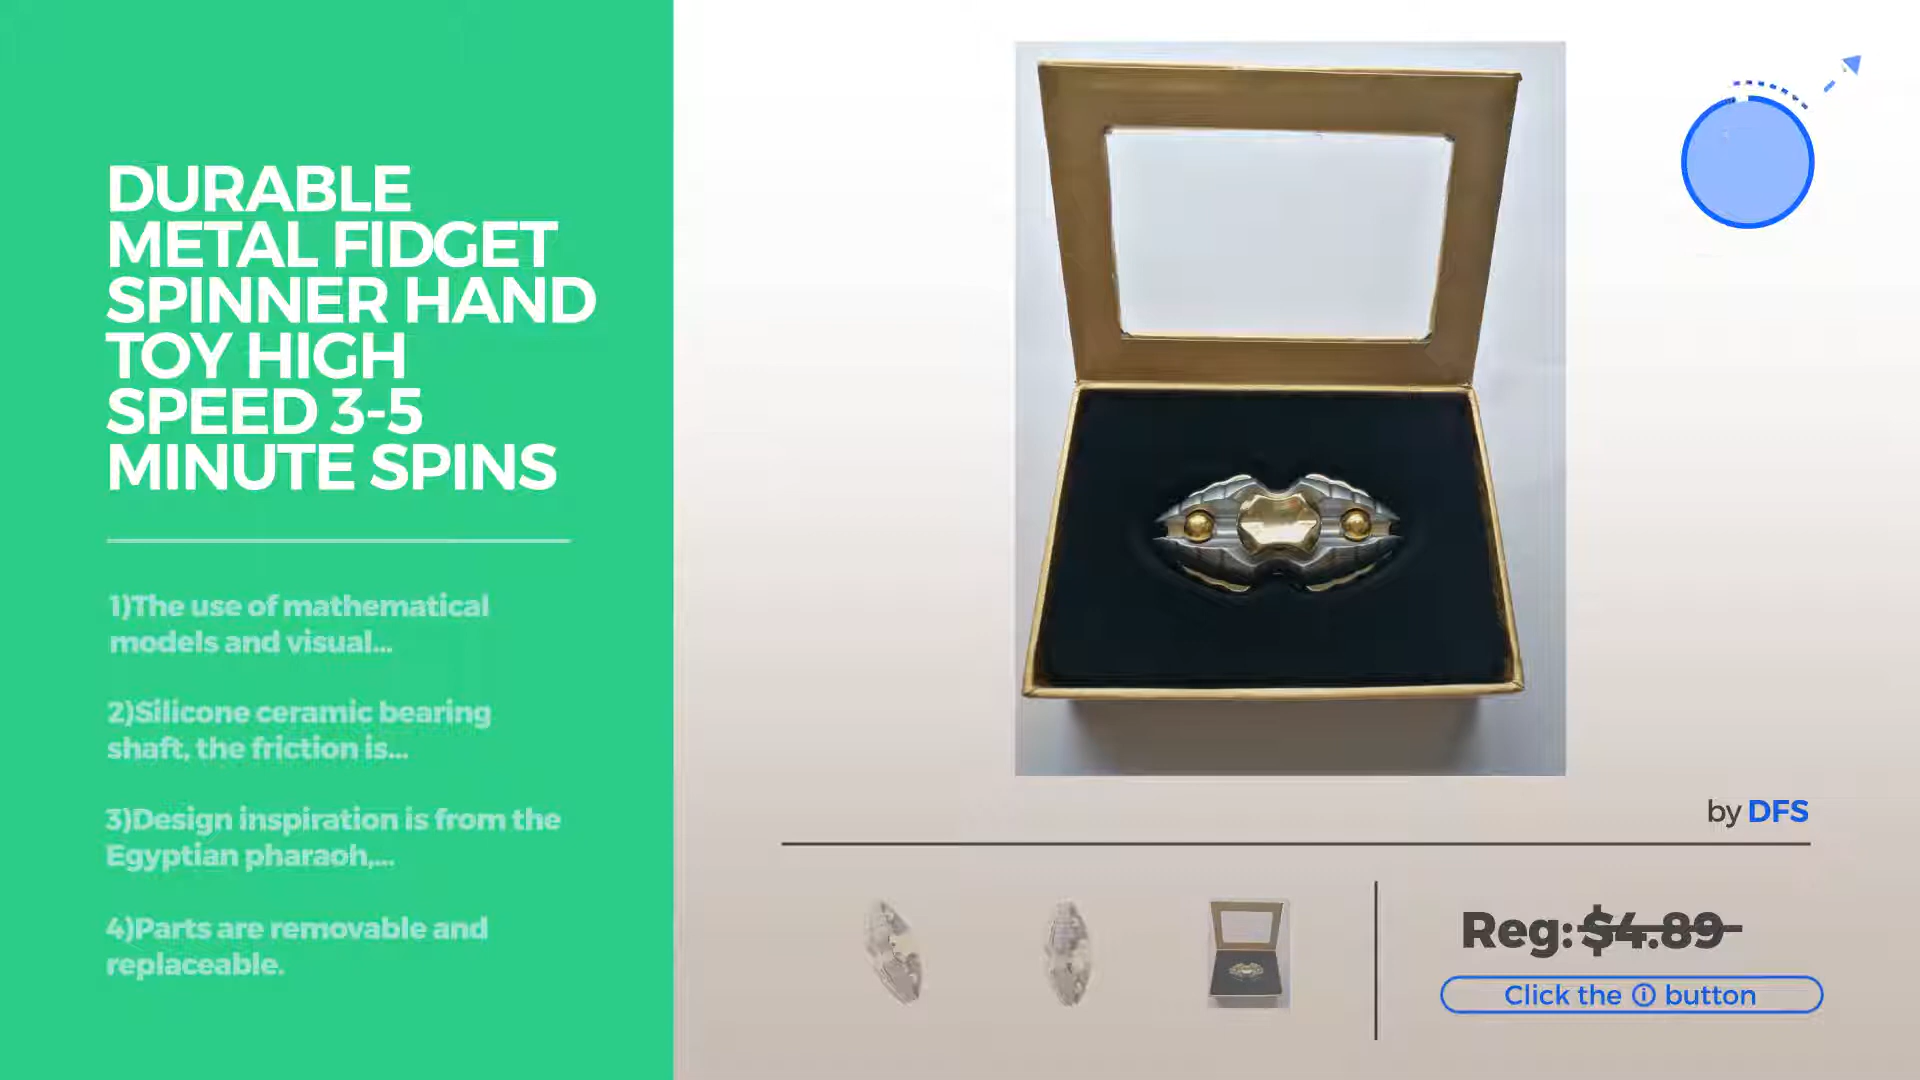 DURABLE
METAL FIDGET
SPINNER HAND
TOY HIGH
SPEED 3-5
MINUTE SPINS
1)The use of mathematical
models and visual...
2)Silicone ceramic bearing
shaft, the friction is...
3)Design inspiration is from the
Egyptian pharaoh,...
4)Parts are removable and
replaceable.
by DFS
Reg: $4.89
Click the ⓘ button